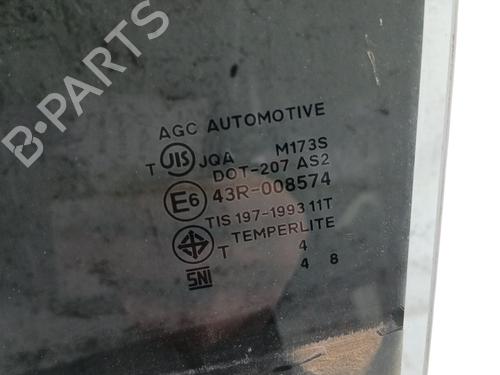 B-PARTS
AGC AUTOMOTIVE
T JIS JQA M173S
DOT-207 AS2
E6 43R-008574
TIS 197-1993 11T
T TEMPERLITE
4
SNI 4 8